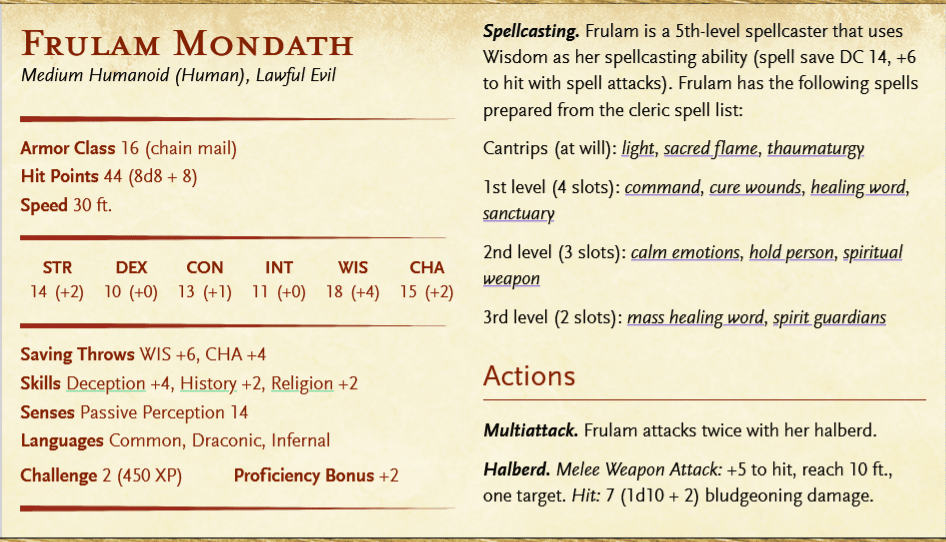 Frulam Mondath
Medium Humanoid (Human), Lawful Evil
Armor Class 16 (chain mail)
Hit Points 44 (8d8 + 8)
Speed 30 ft.
STR DEX CON INT WIS CHA
14 (+2) 10 (+0) 13 (+1) 11 (+0) 18 (+4) 15 (+2)
Saving Throws WIS +6, CHA +4
Skills Deception +4, History +2, Religion +2
Senses Passive Perception 14
Languages Common, Draconic, Infernal
Challenge 2 (450 XP) Proficiency Bonus +2
Spellcasting. Frulam is a 5th-level spellcaster that uses
Wisdom as her spellcasting ability (spell save DC 14, +6
to hit with spell attacks). Frulam has the following spells
prepared from the cleric spell list:
Cantrips (at will): light, sacred flame, thaumaturgy
1st level (4 slots): command, cure wounds, healing word,
sanctuary
2nd level (3 slots): calm emotions, hold person, spiritual
weapon
3rd level (2 slots): mass healing word, spirit guardians
Actions
Multiattack. Frulam attacks twice with her halberd.
Halberd. Melee Weapon Attack: +5 to hit, reach 10 ft.,
one target. Hit: 7 (1d10 + 2) bludgeoning damage.